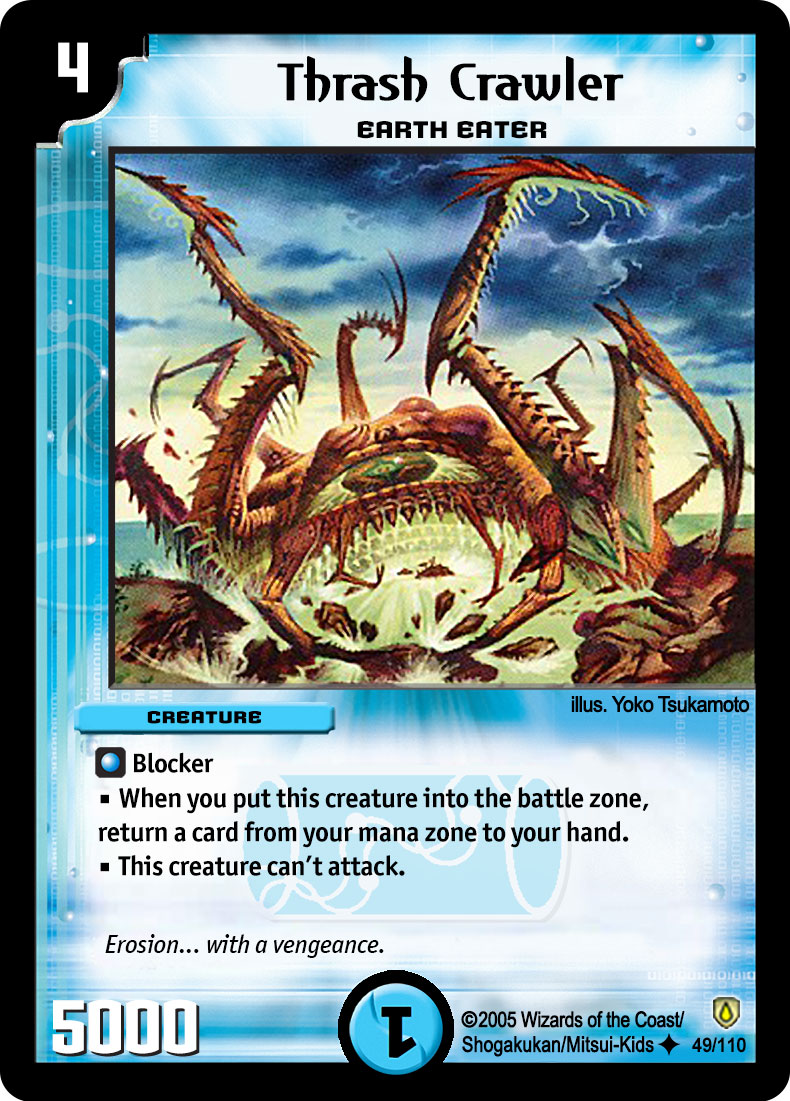 4
Thrash Crawler
EARTH EATER
illus. Yoko Tsukamoto
CREATURE
Blocker
▪ When you put this creature into the battle zone,
return a card from your mana zone to your hand.
▪ This creature can't attack.
Erosion... with a vengeance.
5000
1
©2005 Wizards of the Coast/
Shogakukan/Mitsui-Kids ✦ 49/110